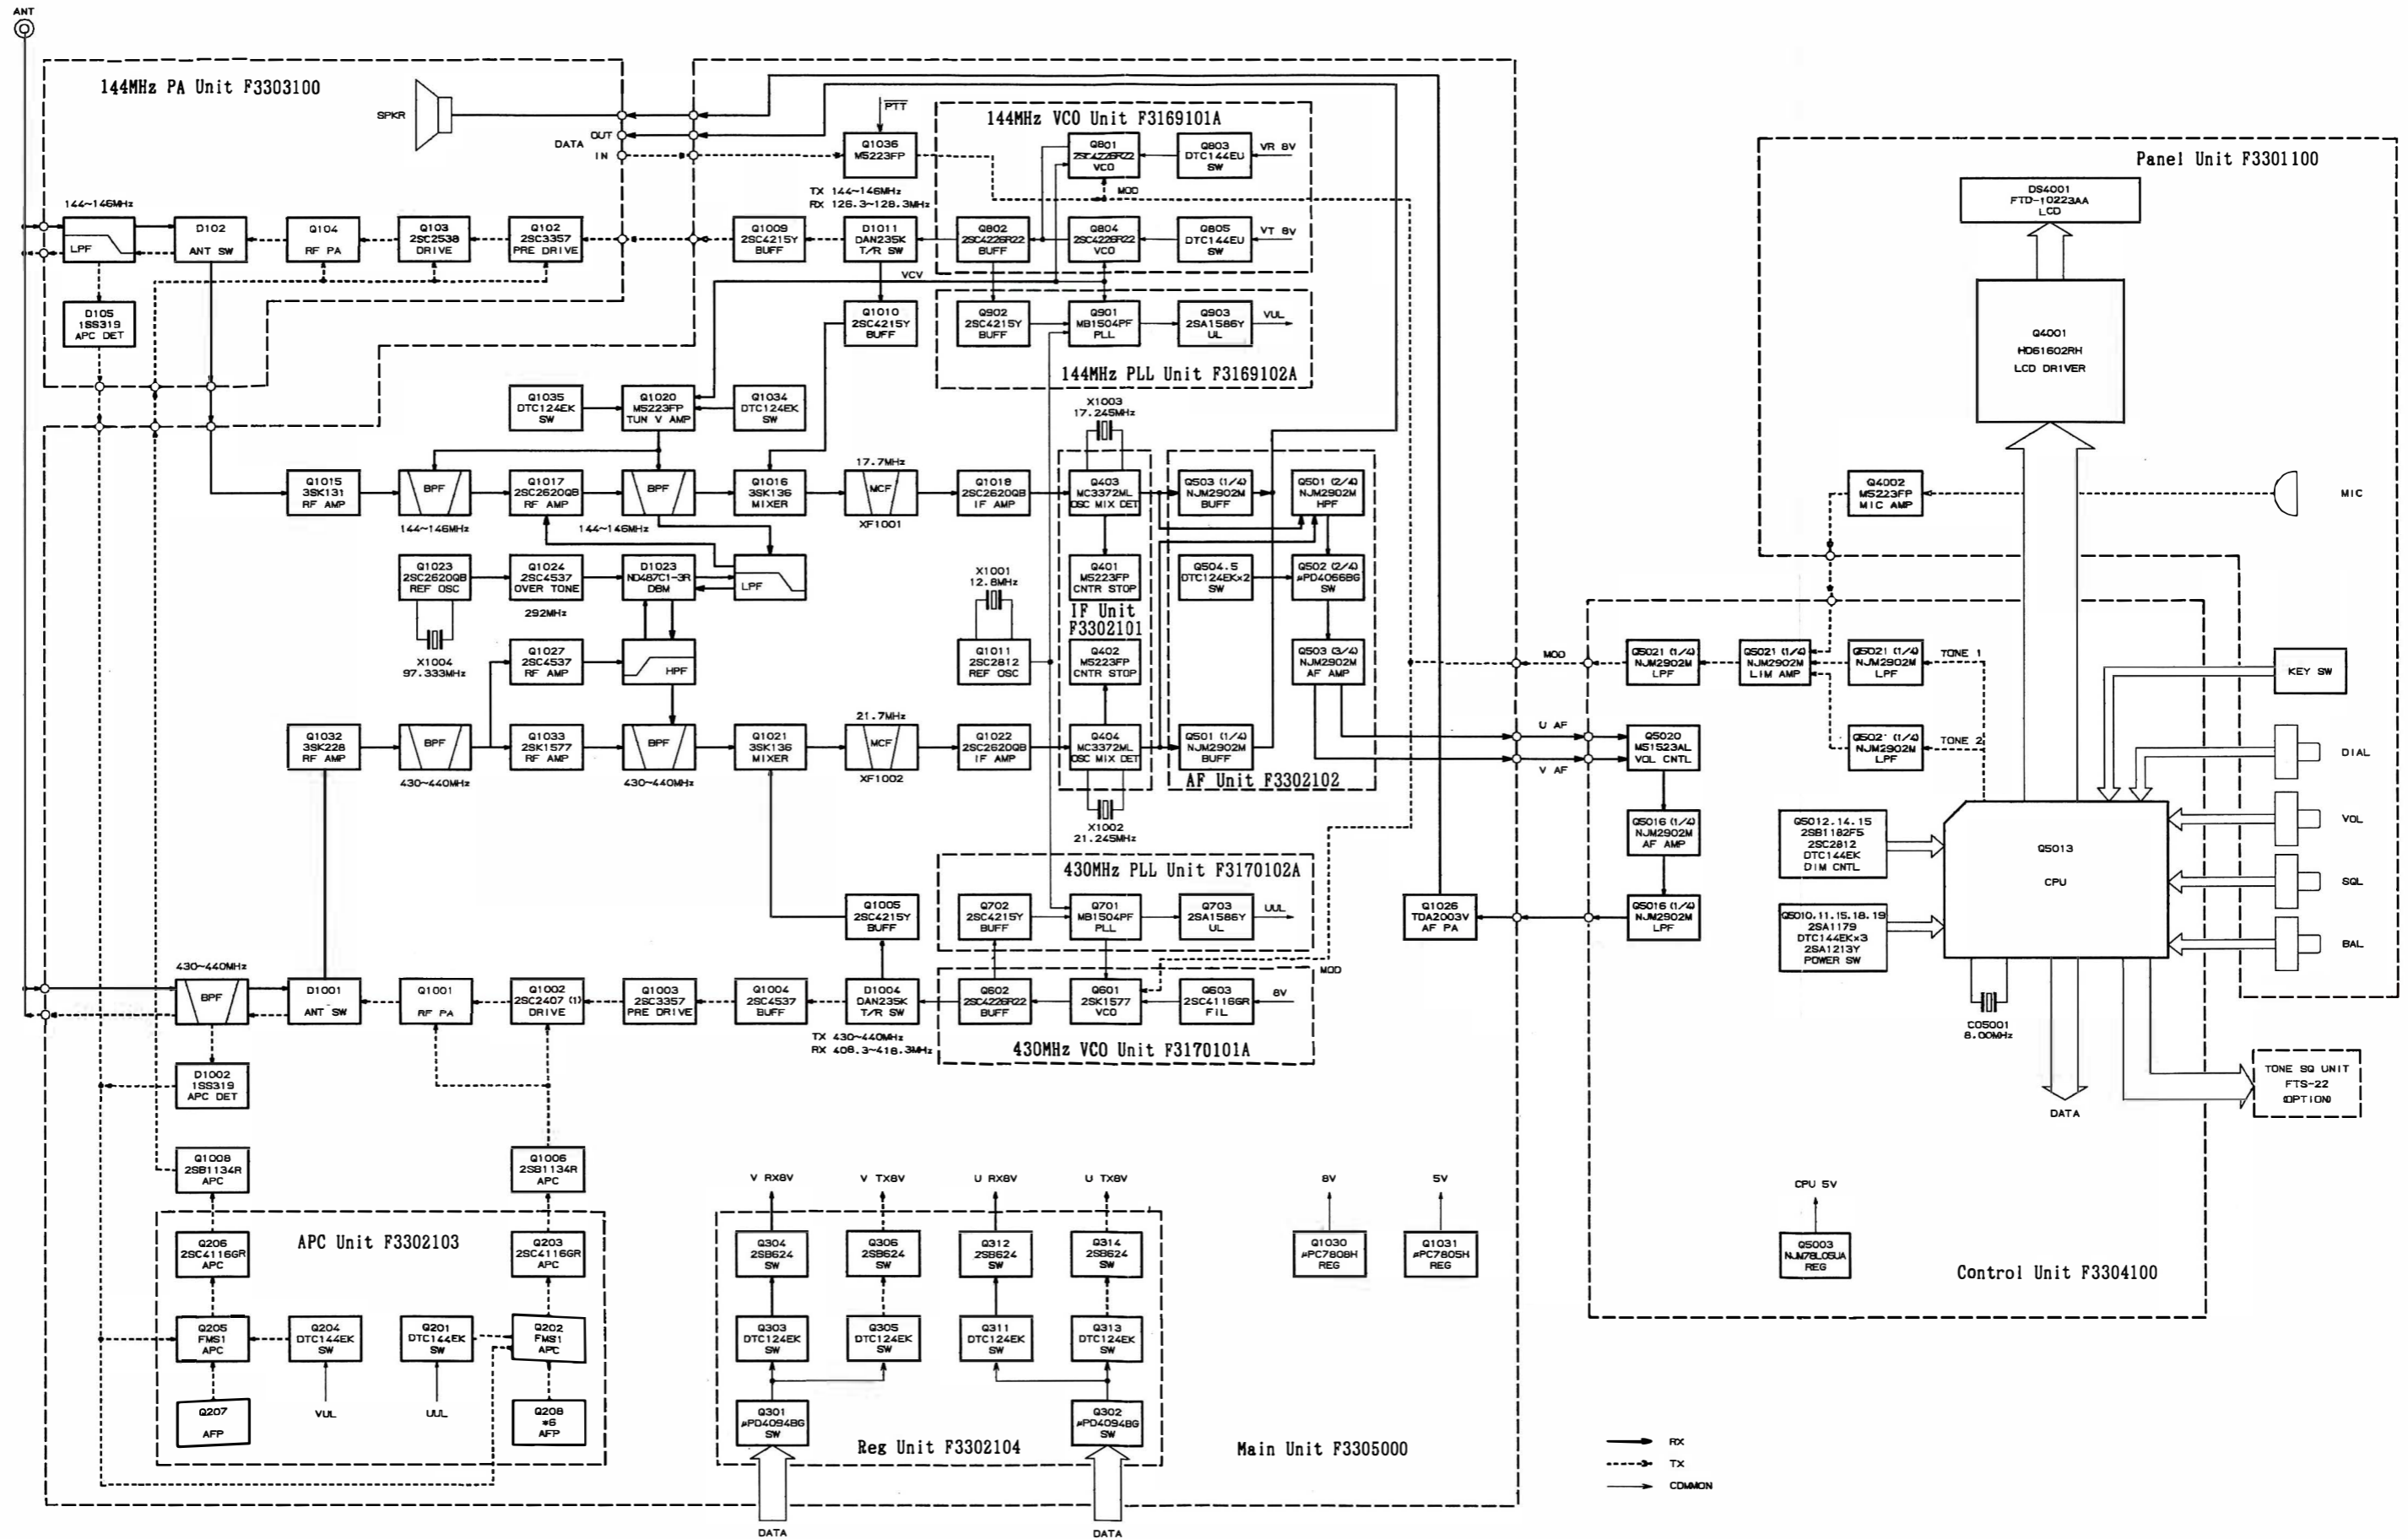 ANT
144MHz PA Unit F3303100
SPKR
DATA
OUT
IN
PTT
Q1036
M5223FP
144MHz VCO Unit F3169101A
Q801
2SC4226R22
VCO
Q803
DTC144EU
SW
VR 8V
MOD
TX 144~146MHz
RX 126.3~128.3MHz
144~146MHz
LPF
D102
ANT SW
Q104
RF PA
Q103
2SC2538
DRIVE
Q102
2SC3357
PRE DRIVE
Q1009
2SC4215Y
BUFF
D1011
DAN235K
T/R SW
Q802
2SC4226R22
BUFF
Q804
2SC4226R22
VCO
Q805
DTC144EU
SW
VT 8V
VCV
D105
1SS319
APC DET
Q1010
2SC4215Y
BUFF
Q902
2SC4215Y
BUFF
Q901
MB1504PF
PLL
Q903
2SA1586Y
UL
VUL
144MHz PLL Unit F3169102A
Q1035
DTC124EK
SW
Q1020
M5223FP
TUN V AMP
Q1034
DTC124EK
SW
X1003
17.245MHz
Q1015
3SK131
RF AMP
BPF
144~146MHz
Q1017
2SC2620QB
RF AMP
BPF
144~146MHz
Q1016
3SK136
MIXER
17.7MHz
MCF
XF1001
Q1018
2SC2620QB
IF AMP
Q403
MC3372ML
OSC MIX DET
Q503 (1/4)
NJM2902M
BUFF
Q501 (2/4)
NJM2902M
HPF
Q1023
2SC2620QB
REF OSC
Q1024
2SC4537
OVER TONE
292MHz
D1023
ND487C1-3R
DBM
LPF
X1001
12.8MHz
Q401
M5223FP
CNTR STOP
Q504.5
DTC124EK×2
SW
Q502 (2/4)
μPD4066BG
SW
IF Unit
F3302101
X1004
97.333MHz
Q1027
2SC4537
RF AMP
HPF
Q1011
2SC2812
REF OSC
Q402
M5223FP
CNTR STOP
Q503 (3/4)
NJM2902M
AF AMP
Q1032
3SK228
RF AMP
BPF
430~440MHz
Q1033
2SK1577
RF AMP
BPF
430~440MHz
Q1021
3SK136
MIXER
21.7MHz
MCF
XF1002
Q1022
2SC2620QB
IF AMP
Q404
MC3372ML
OSC MIX DET
Q501 (1/4)
NJM2902M
BUFF
AF Unit F3302102
X1002
21.245MHz
430MHz PLL Unit F3170102A
Q1005
2SC4215Y
BUFF
Q702
2SC4215Y
BUFF
Q701
MB1504PF
PLL
Q703
2SA1586Y
UL
UUL
Q1026
TDA2003V
AF PA
430~440MHz
BPF
D1001
ANT SW
Q1001
RF PA
Q1002
2SC2407 (1)
DRIVE
Q1003
2SC3357
PRE DRIVE
Q1004
2SC4537
BUFF
D1004
DAN235K
T/R SW
Q602
2SC4226R22
BUFF
Q601
2SK1577
VCO
Q603
2SC4116GR
FIL
8V
MOD
TX 430~440MHz
RX 408.3~418.3MHz
430MHz VCO Unit F3170101A
D1002
1SS319
APC DET
Q1008
2SB1134R
APC
Q1006
2SB1134R
APC
APC Unit F3302103
Q206
2SC4116GR
APC
Q203
2SC4116GR
APC
Q205
FMS1
APC
Q204
DTC144EK
SW
Q201
DTC144EK
SW
Q202
FMS1
APC
Q207
AFP
VUL
UUL
Q208
*6
AFP
V RX8V
V TX8V
U RX8V
U TX8V
8V
5V
Q304
2SB624
SW
Q306
2SB624
SW
Q312
2SB624
SW
Q314
2SB624
SW
Q1030
μPC7808H
REG
Q1031
μPC7805H
REG
Q303
DTC124EK
SW
Q305
DTC124EK
SW
Q311
DTC124EK
SW
Q313
DTC124EK
SW
Q301
μPD4094BG
SW
Q302
μPD4094BG
SW
Reg Unit F3302104
Main Unit F3305000
DATA
DATA
Panel Unit F3301100
DS4001
FTD-10223AA
LCD
Q4001
HD61602RH
LCD DRIVER
Q4002
M5223FP
MIC AMP
MIC
MOD
Q5021 (1/4)
NJM2902M
LPF
Q5021 (1/4)
NJM2902M
LIM AMP
Q5021 (1/4)
NJM2902M
LPF
TONE 1
KEY SW
U AF
V AF
Q5020
M51523AL
VOL CNTL
NJM2902M
LPF
TONE 2
DIAL
Q5016 (1/4)
NJM2902M
AF AMP
Q5012.14.15
2SB1182F5
2SC2812
DTC144EK
DIM CNTL
Q5013
CPU
VOL
SQL
Q5016 (1/4)
NJM2902M
LPF
Q5010.11.15.18.19
2SA1179
DTC144EK×3
2SA1213Y
POWER SW
BAL
CO5001
8.00MHz
DATA
TONE SQ UNIT
FTS-22
(OPTION)
CPU 5V
Q5003
NJM78L05UA
REG
Control Unit F3304100
RX
TX
COMMON